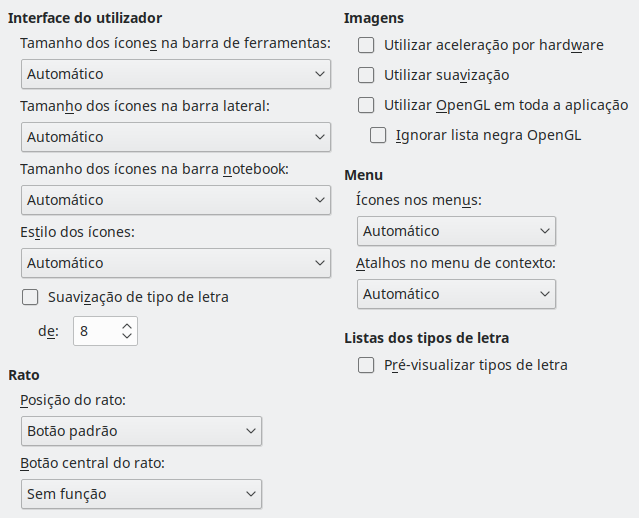 Interface do utilizador
Tamanho dos ícones na barra de ferramentas:
Automático
Tamanho dos ícones na barra lateral:
Automático
Tamanho dos ícones na barra notebook:
Automático
Estilo dos ícones:
Automático
Suavização de tipo de letra
de: 8
Rato
Posição do rato:
Botão padrão
Botão central do rato:
Sem função
Imagens
Utilizar aceleração por hardware
Utilizar suavização
Utilizar OpenGL em toda a aplicação
Ignorar lista negra OpenGL
Menu
Ícones nos menus:
Automático
Atalhos no menu de contexto:
Automático
Listas dos tipos de letra
Pré-visualizar tipos de letra